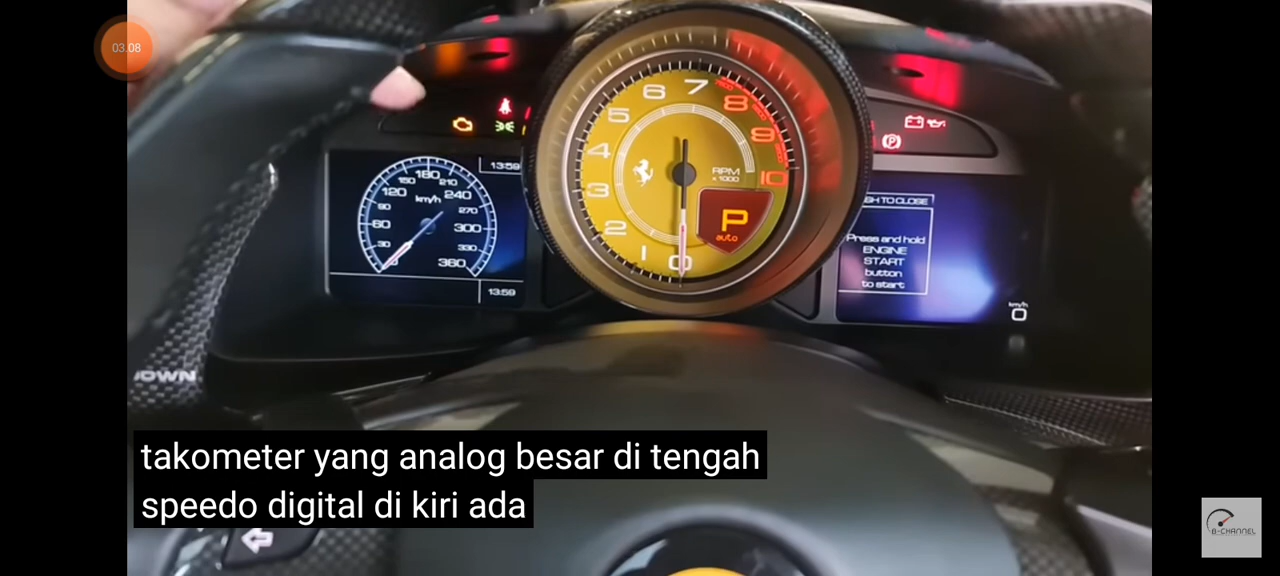 03.08
13:59
180
150
210
120
240
km/h
90
270
60
300
30
330
0
360
13:59
6
7
8
5
9
4
RPM
x 1000
10
3
P
auto
2
1
0
SH TO CLOSE
Press and hold
ENGINE
START
button
to start
km/h
0
DOWN
takometer yang analog besar di tengah
speedo digital di kiri ada
B-CHANNEL